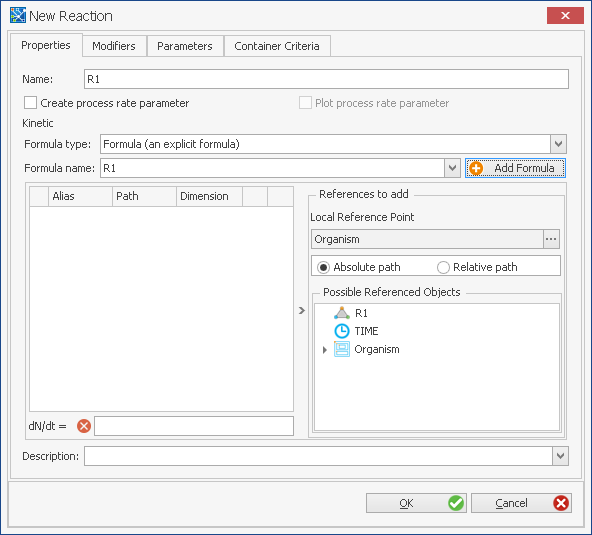 New Reaction
Properties Modifiers Parameters Container Criteria
Name: R1
Create process rate parameter Plot process rate parameter
Kinetic
Formula type: Formula (an explicit formula)
Formula name: R1 Add Formula
Alias Path Dimension
References to add
Local Reference Point
Organism ...
Absolute path Relative path
Possible Referenced Objects
R1
TIME
Organism
dN/dt =
Description:
OK Cancel